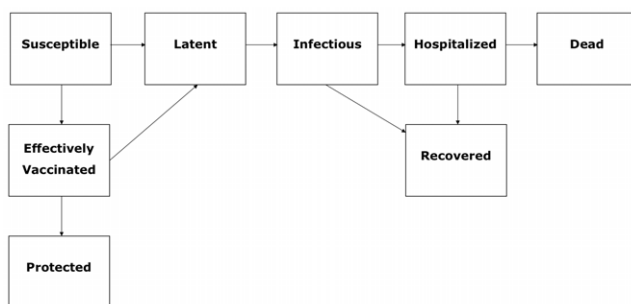 Susceptible
Latent
Infectious
Hospitalized
Dead
Effectively
Vaccinated
Recovered
Protected